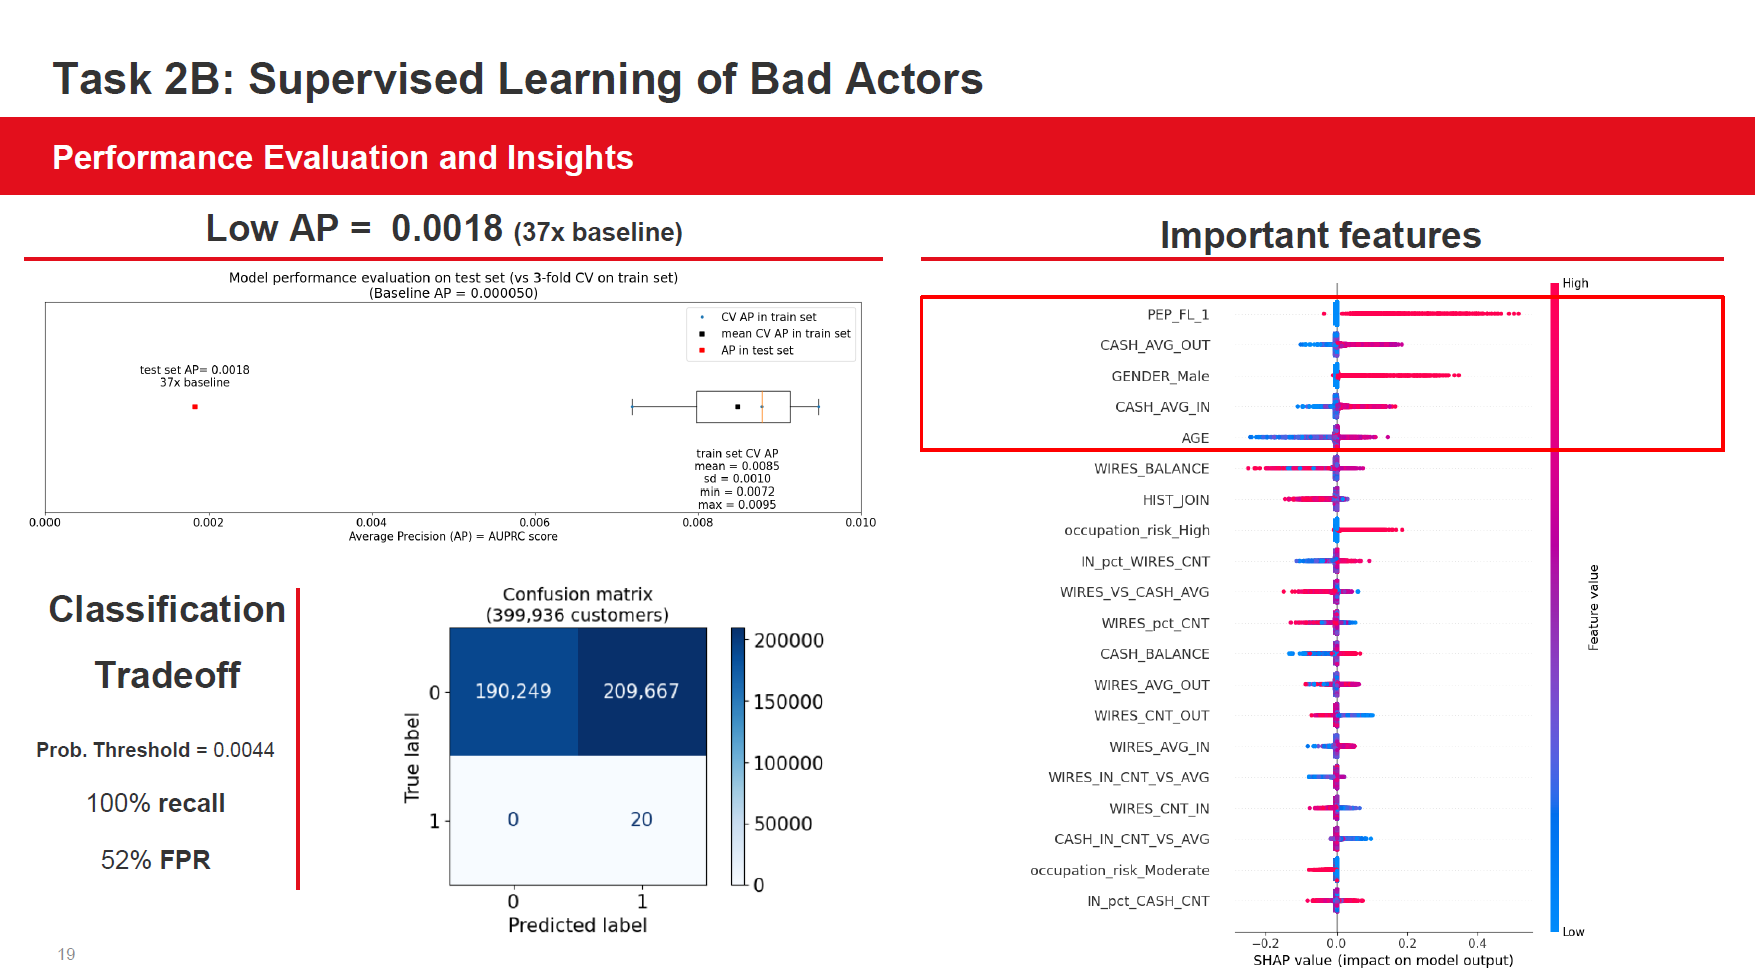 Task 2B: Supervised Learning of Bad Actors
Performance Evaluation and Insights
Low AP = 0.0018 (37x baseline)
Model performance evaluation on test set (vs 3-fold CV on train set)
(Baseline AP = 0.000050)
CV AP in train set
mean CV AP in train set
AP in test set
test set AP= 0.0018
37x baseline
train set CV AP
mean = 0.0085
sd = 0.0010
min = 0.0072
max = 0.0095
0.000 0.002 0.004 0.006 0.008 0.010
Average Precision (AP) = AUPRC score
Classification
Tradeoff
Prob. Threshold = 0.0044
100% recall
52% FPR
Confusion matrix
(399,936 customers)
True label
0
190,249 209,667
1
0 20
0 1
Predicted label
200000
150000
100000
50000
0
Important features
High
PEP_FL_1
CASH_AVG_OUT
GENDER_Male
CASH_AVG_IN
AGE
WIRES_BALANCE
HIST_JOIN
occupation_risk_High
IN_pct_WIRES_CNT
WIRES_VS_CASH_AVG
WIRES_pct_CNT
CASH_BALANCE
WIRES_AVG_OUT
WIRES_CNT_OUT
WIRES_AVG_IN
WIRES_IN_CNT_VS_AVG
WIRES_CNT_IN
CASH_IN_CNT_VS_AVG
occupation_risk_Moderate
IN_pct_CASH_CNT
Feature value
Low
−0.2 0.0 0.2 0.4
SHAP value (impact on model output)
19